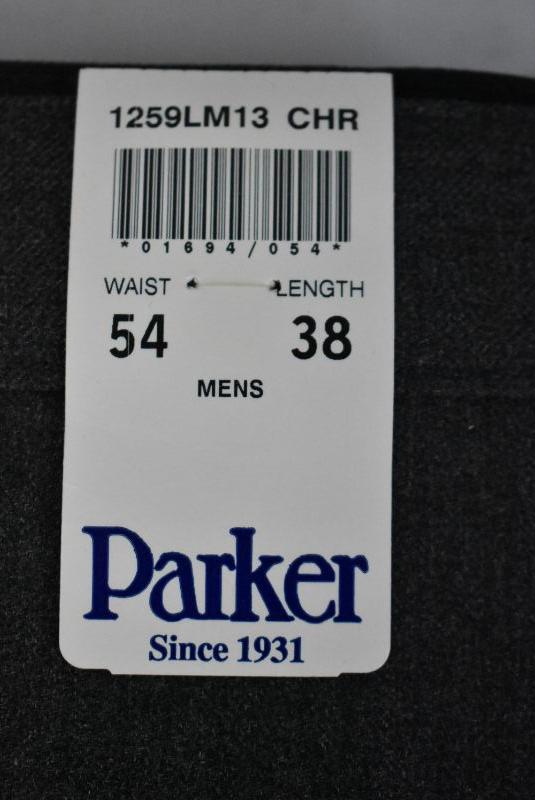 1259LM13 CHR
*01694/054*
WAIST LENGTH
54 38
MENS
Parker
Since 1931